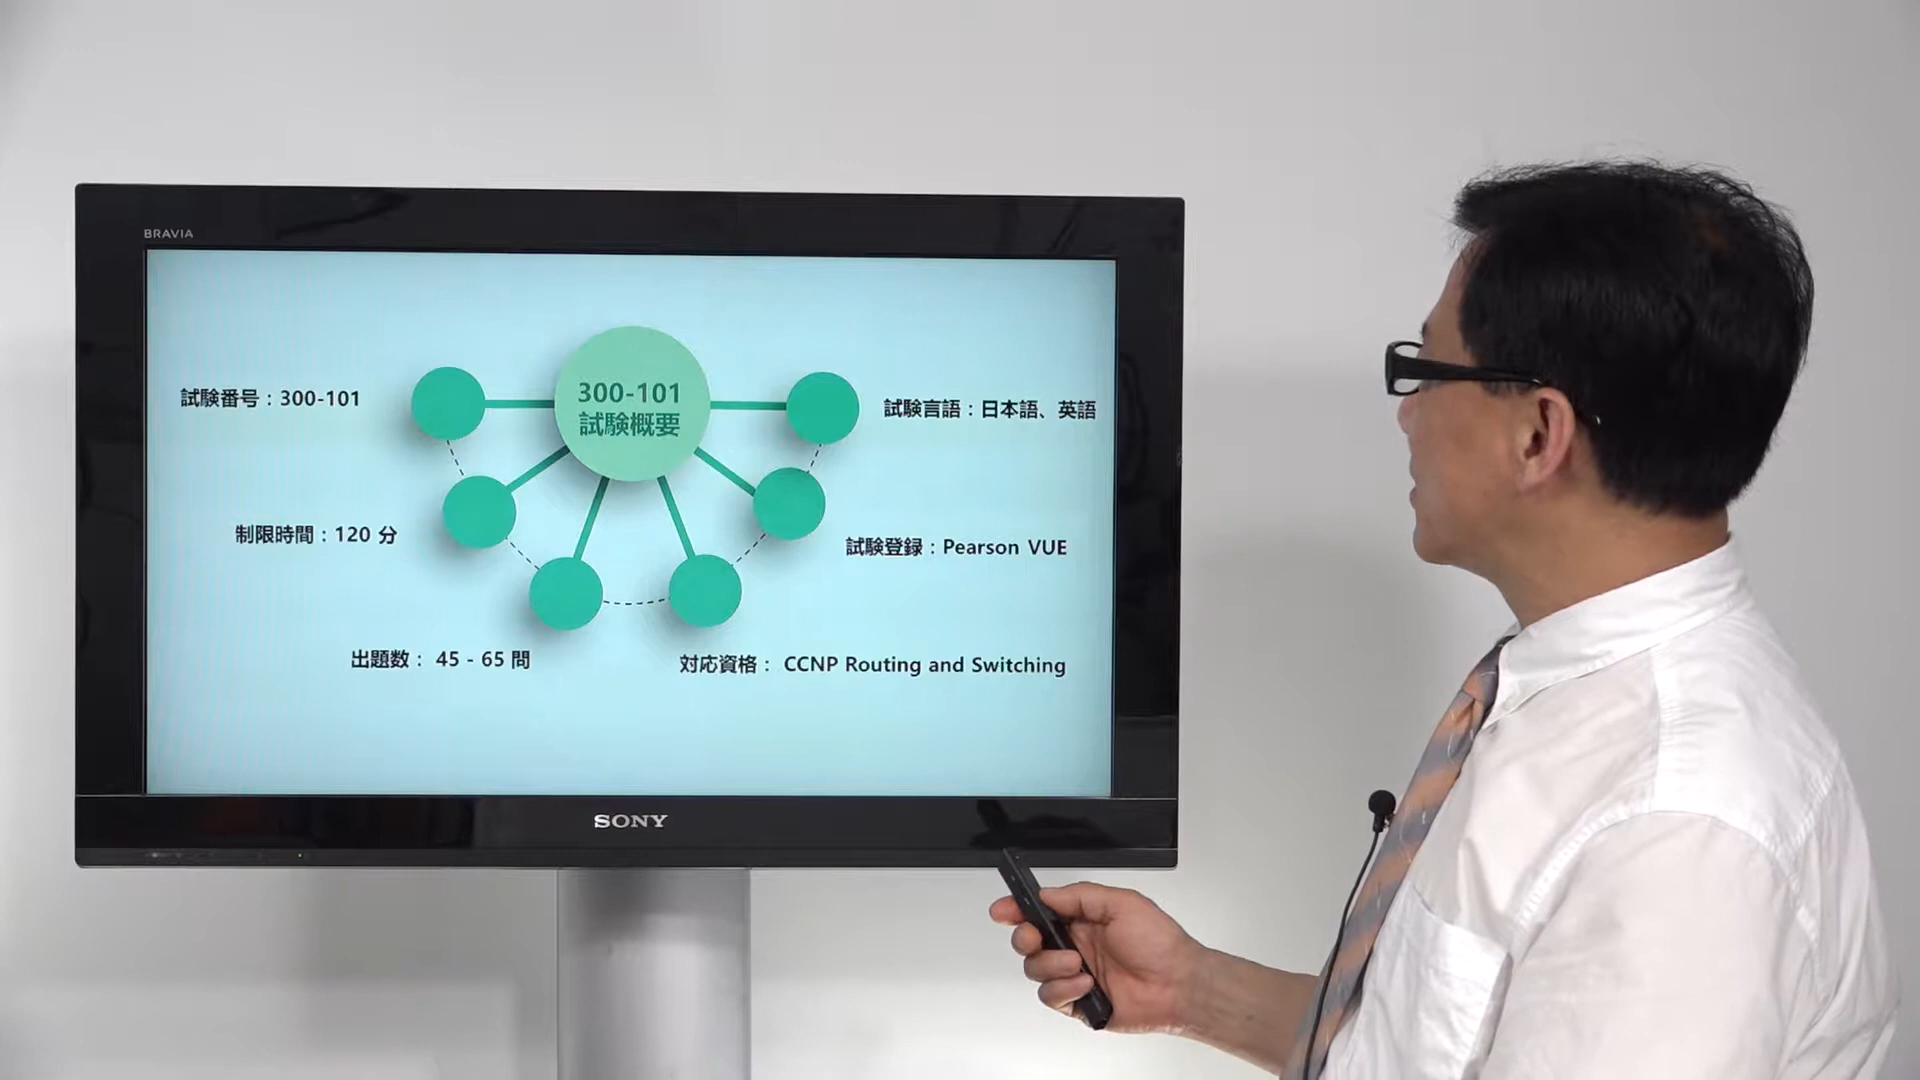 BRAVIA
300-101
試験概要
試験番号：300-101
制限時間：120 分
出題数： 45 - 65 問
対応資格： CCNP Routing and Switching
試験登録：Pearson VUE
試験言語：日本語、英語
SONY